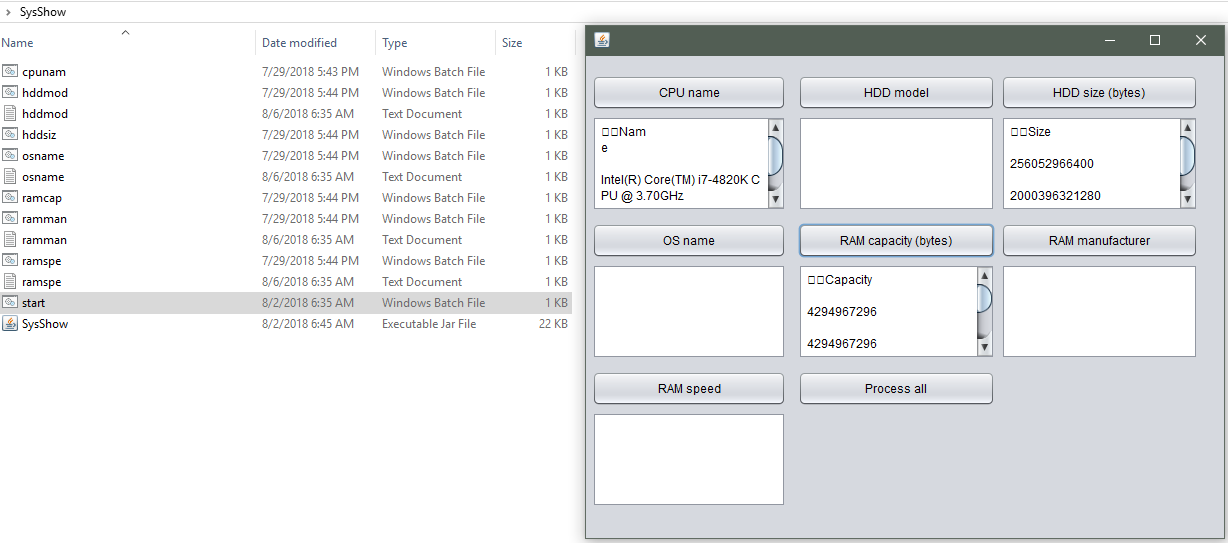 SysShow
Name Date modified Type Size
cpunam 7/29/2018 5:43 PM Windows Batch File 1 KB
hddmod 7/29/2018 5:44 PM Windows Batch File 1 KB
hddmod 8/6/2018 6:35 AM Text Document 1 KB
hddsiz 7/29/2018 5:44 PM Windows Batch File 1 KB
osname 7/29/2018 5:44 PM Windows Batch File 1 KB
osname 8/6/2018 6:35 AM Text Document 1 KB
ramcap 7/29/2018 5:44 PM Windows Batch File 1 KB
ramman 7/29/2018 5:44 PM Windows Batch File 1 KB
ramman 8/6/2018 6:35 AM Text Document 1 KB
ramspe 7/29/2018 5:44 PM Windows Batch File 1 KB
ramspe 8/6/2018 6:35 AM Text Document 1 KB
start 8/2/2018 6:35 AM Windows Batch File 1 KB
SysShow 8/2/2018 6:45 AM Executable Jar File 22 KB
CPU name
HDD model
HDD size (bytes)
□□Nam
e
Intel(R) Core(TM) i7-4820K C
PU @ 3.70GHz
□□Size
256052966400
2000396321280
OS name
RAM capacity (bytes)
RAM manufacturer
□□Capacity
4294967296
4294967296
RAM speed
Process all